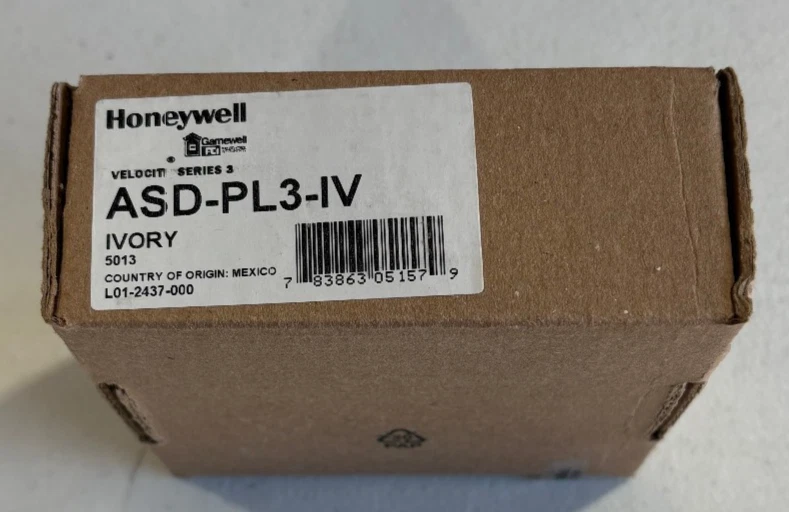 Honeywell
Gamewell
FCI
VELOCITI® SERIES 3
ASD-PL3-IV
IVORY
5013
COUNTRY OF ORIGIN: MEXICO
L01-2437-000
7 83863 05157 9